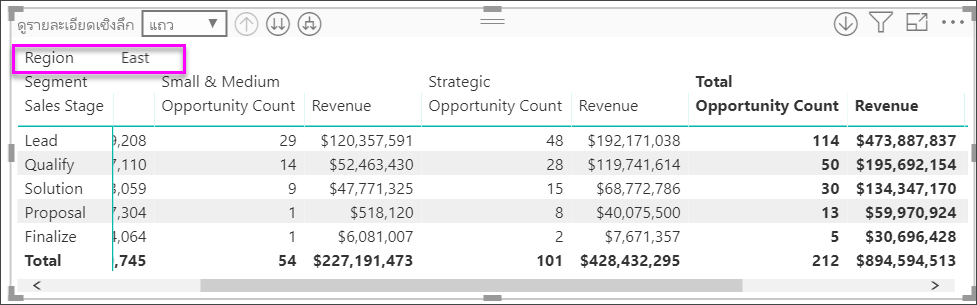 ดูรายละเอียดเชิงลึก แถว
Region East
Segment Small & Medium Strategic Total
Sales Stage Opportunity Count Revenue Opportunity Count Revenue Opportunity Count Revenue
Lead ,208 29 $120,357,591 48 $192,171,038 114 $473,887,837
Qualify ,110 14 $52,463,430 28 $119,741,614 50 $195,692,154
Solution ,059 9 $47,771,325 15 $68,772,786 30 $134,347,170
Proposal ,304 1 $518,120 8 $40,075,500 13 $59,970,924
Finalize ,064 1 $6,081,007 2 $7,671,357 5 $30,696,428
Total ,745 54 $227,191,473 101 $428,432,295 212 $894,594,513